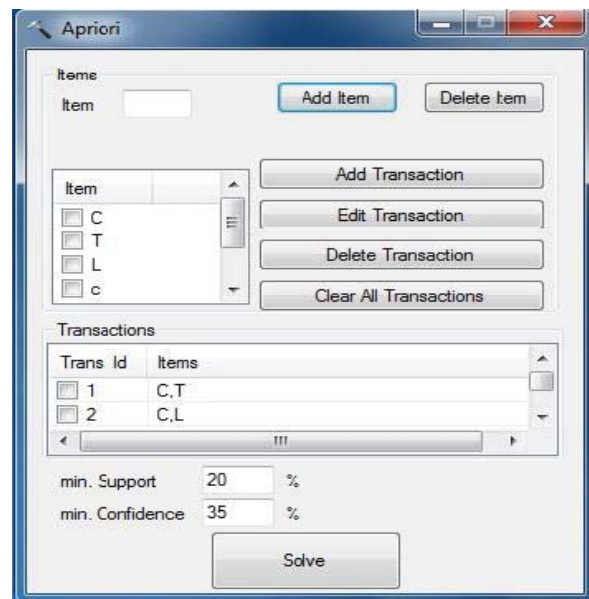 Apriori
Items
Item
Add Item
Delete Item
Item
C
T
L
c
Add Transaction
Edit Transaction
Delete Transaction
Clear All Transactions
Transactions
Trans Id Items
1 C,T
2 C,L
min. Support 20 %
min. Confidence 35 %
Solve